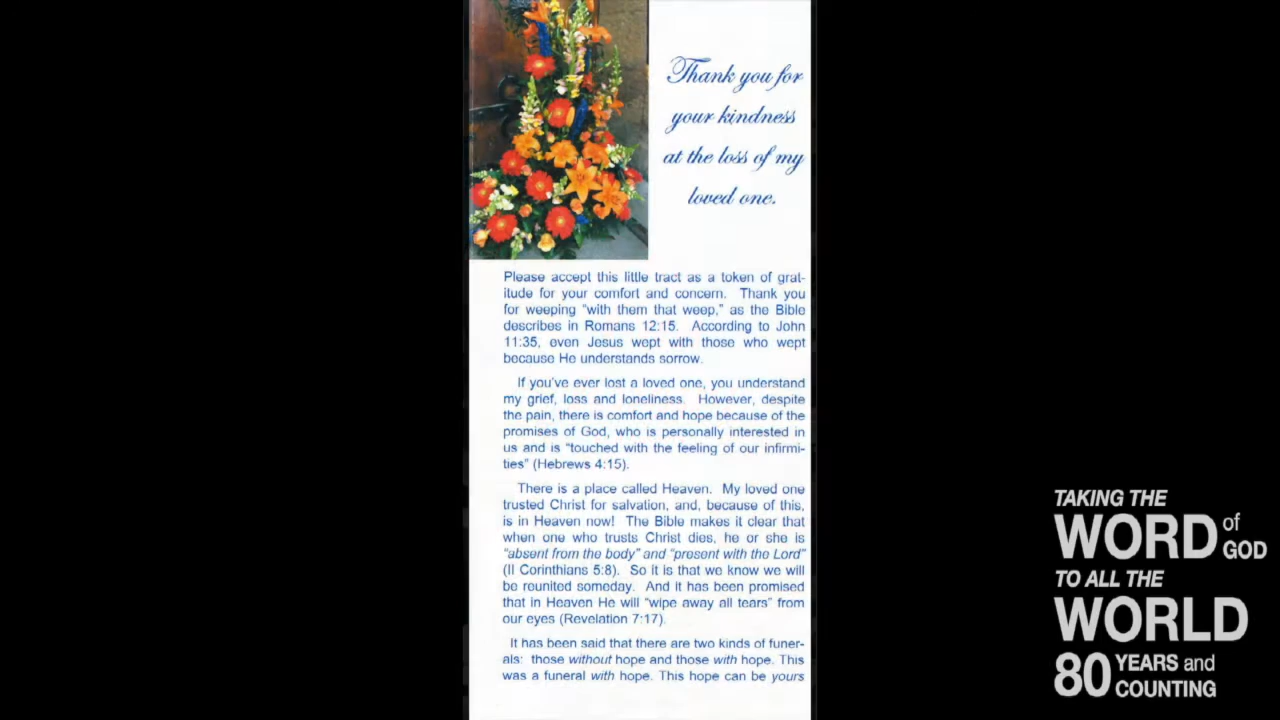 Thank you for
your kindness
at the loss of my
loved one.
Please accept this little tract as a token of grat-
itude for your comfort and concern. Thank you
for weeping "with them that weep," as the Bible
describes in Romans 12:15. According to John
11:35, even Jesus wept with those who wept
because He understands sorrow.
If you've ever lost a loved one, you understand
my grief, loss and loneliness. However, despite
the pain, there is comfort and hope because of the
promises of God, who is personally interested in
us and is "touched with the feeling of our infirmi-
ties" (Hebrews 4:15).
There is a place called Heaven. My loved one
trusted Christ for salvation, and, because of this,
is in Heaven now! The Bible makes it clear that
when one who trusts Christ dies, he or she is
"absent from the body" and "present with the Lord"
(II Corinthians 5:8). So it is that we know we will
be reunited someday. And it has been promised
that in Heaven He will "wipe away all tears" from
our eyes (Revelation 7:17).
It has been said that there are two kinds of funer-
als: those without hope and those with hope. This
was a funeral with hope. This hope can be yours
TAKING THE
WORD of GOD
TO ALL THE
WORLD
80 YEARS and COUNTING